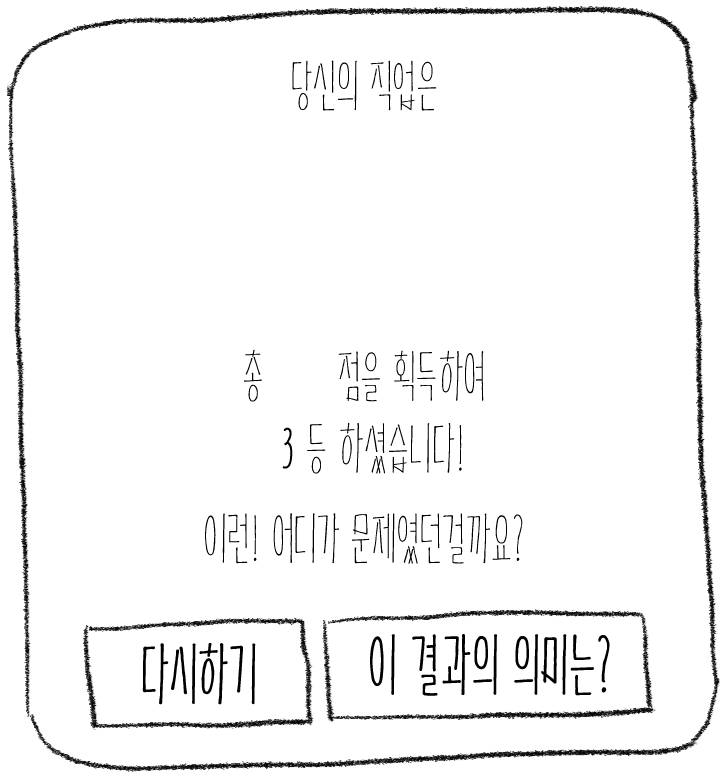 당신의 직업은
총 점을 획득하여
3 등 하셨습니다!
이런! 어디가 문제였던걸까요?
다시하기
이 결과의 의미는?